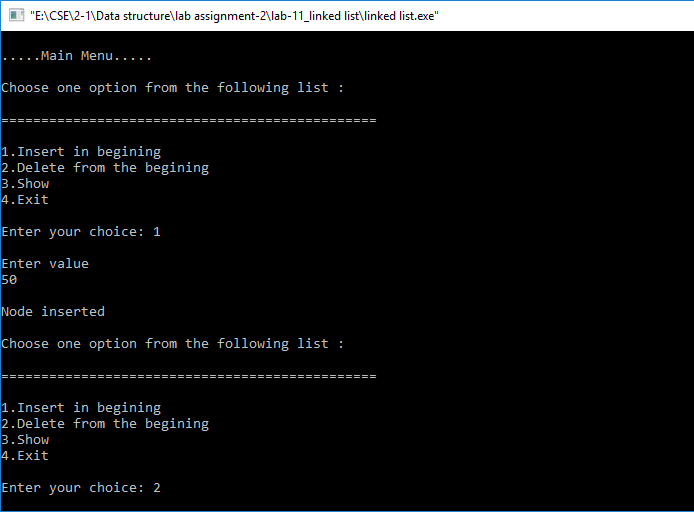 "E:\CSE\2-1\Data structure\lab assignment-2\lab-11_linked list\linked list.exe"
.....Main Menu.....
Choose one option from the following list :
===============================================
1.Insert in begining
2.Delete from the begining
3.Show
4.Exit
Enter your choice: 1
Enter value
50
Node inserted
Choose one option from the following list :
===============================================
1.Insert in begining
2.Delete from the begining
3.Show
4.Exit
Enter your choice: 2